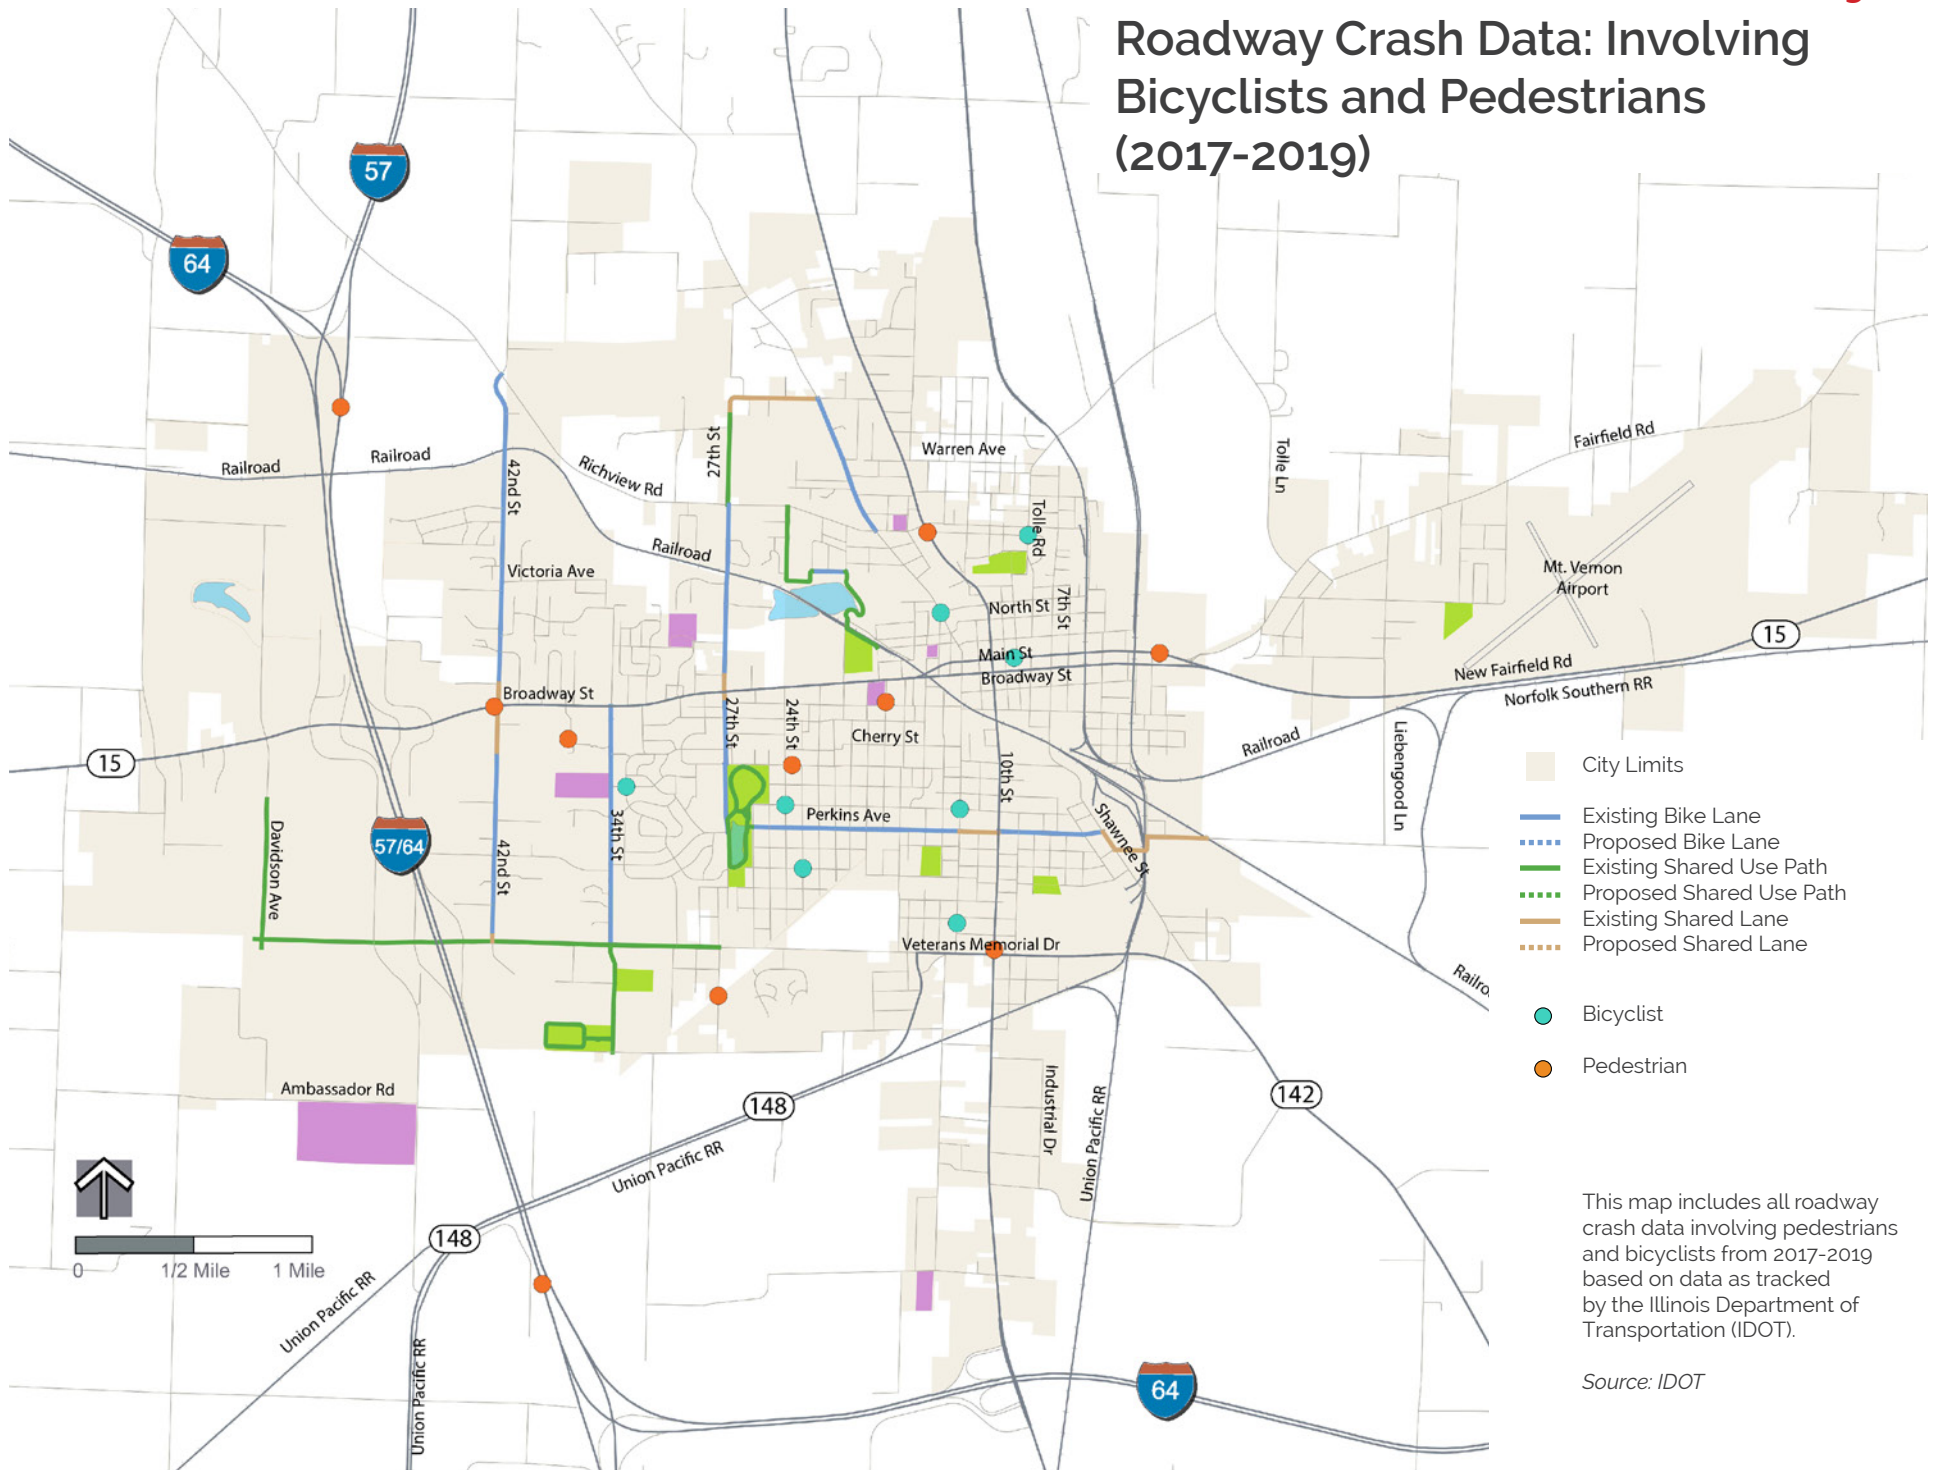 Roadway Crash Data: Involving
Bicyclists and Pedestrians
(2017-2019)
57
64
Railroad
Railroad
42nd St
Richview Rd
27th St
Warren Ave
Tolle Ln
Fairfield Rd
Tolle Rd
Railroad
Victoria Ave
Mt. Vernon
Airport
North St
7th St
15
Main St
Broadway St
New Fairfield Rd
Norfolk Southern RR
Broadway St
27th St
24th St
Cherry St
10th St
Railroad
Liebengood Ln
15
Perkins Ave
Shawnee St
34th St
Davidson Ave
57/64
42nd St
Veterans Memorial Dr
City Limits
Existing Bike Lane
Proposed Bike Lane
Existing Shared Use Path
Proposed Shared Use Path
Existing Shared Lane
Proposed Shared Lane
Bicyclist
Pedestrian
Ambassador Rd
148
142
Industrial Dr
Union Pacific RR
Union Pacific RR
148
0
1/2 Mile
1 Mile
Union Pacific RR
Union Pacific RR
64
This map includes all roadway
crash data involving pedestrians
and bicyclists from 2017-2019
based on data as tracked
by the Illinois Department of
Transportation (IDOT).
Source: IDOT